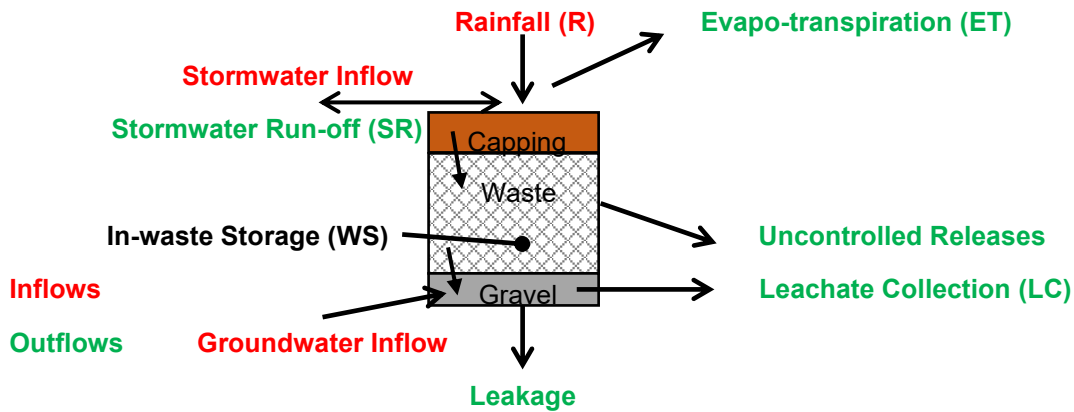 Rainfall (R)
Evapo-transpiration (ET)
Stormwater Inflow
Stormwater Run-off (SR)
Capping
Waste
In-waste Storage (WS)
Uncontrolled Releases
Inflows
Gravel
Leachate Collection (LC)
Outflows
Groundwater Inflow
Leakage